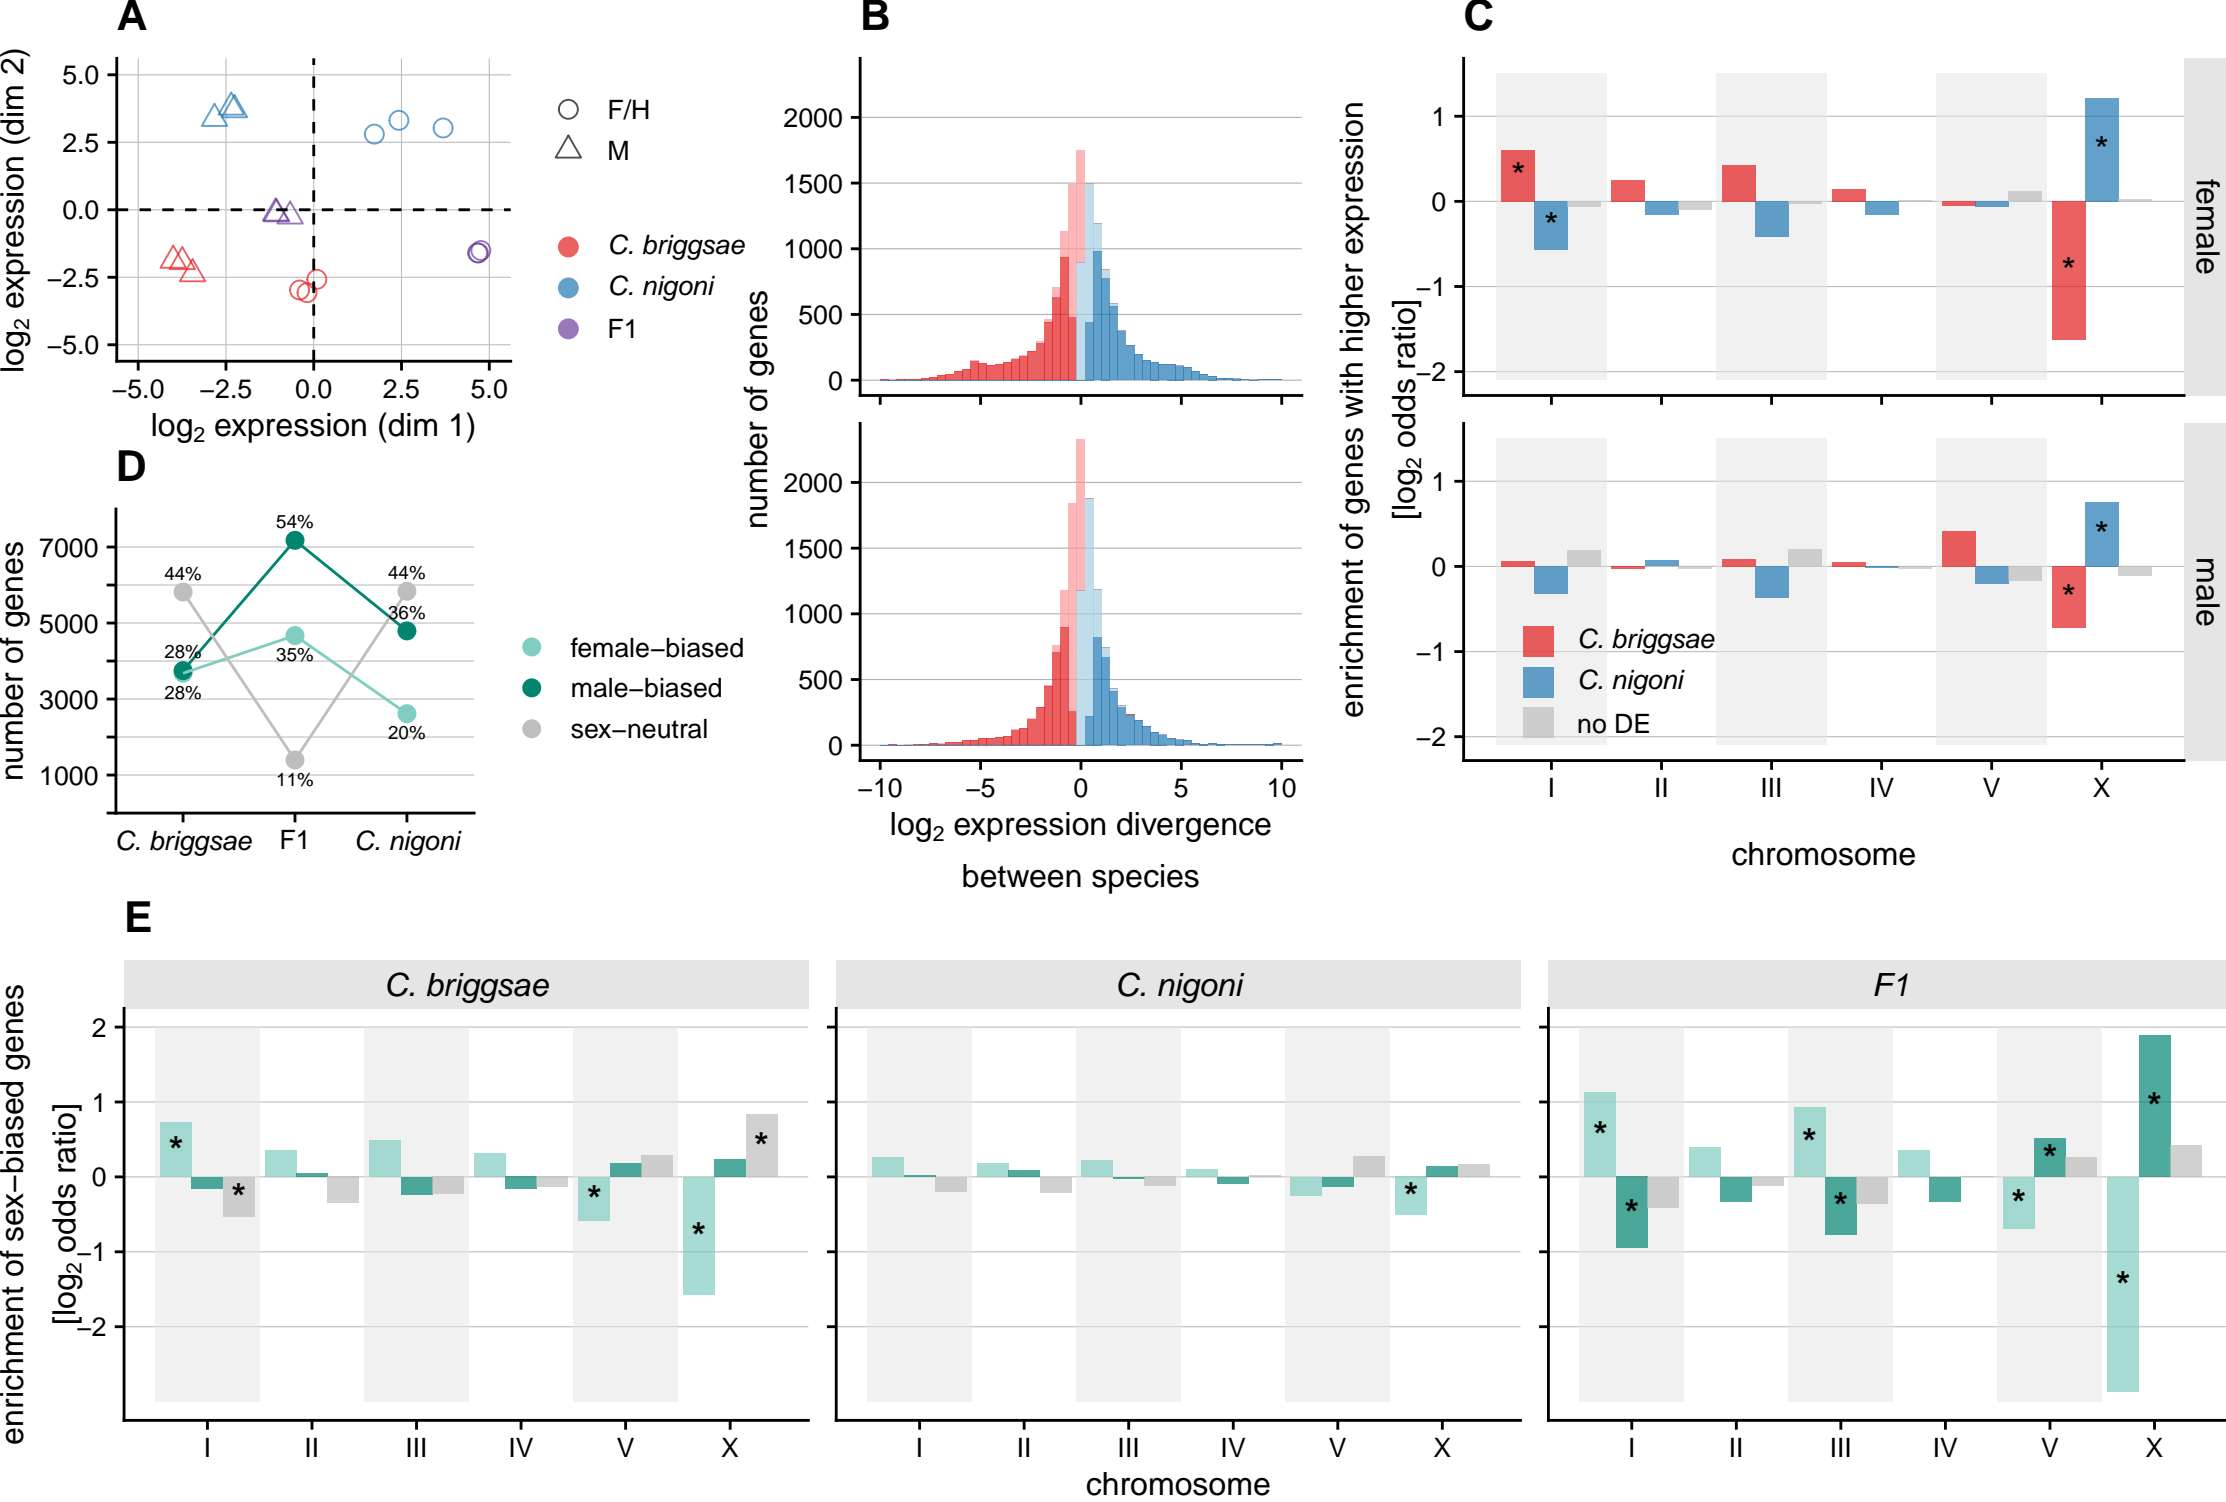 A
log2 expression (dim 2)
5.0
2.5
0.0
−2.5
−5.0
−5.0 −2.5 0.0 2.5 5.0
log2 expression (dim 1)
F/H
M
C. briggsae
C. nigoni
F1
B
number of genes
2000
1500
1000
500
0
2000
1500
1000
500
0
−10 −5 0 5 10
log2 expression divergence
between species
C
enrichment of genes with higher expression
[log2 odds ratio]
1
0
−1
−2
female
* * * *
1
0
−1
−2
male
* *
C. briggsae
C. nigoni
no DE
I II III IV V X
chromosome
D
number of genes
7000
5000
3000
1000
44%
28%
28%
54%
35%
11%
44%
36%
20%
C. briggsae F1 C. nigoni
female−biased
male−biased
sex−neutral
E
enrichment of sex−biased genes
[log2 odds ratio]
C. briggsae C. nigoni F1
2
1
0
−1
−2
* * * * *
*
* * * * * * * *
I II III IV V X I II III IV V X I II III IV V X
chromosome